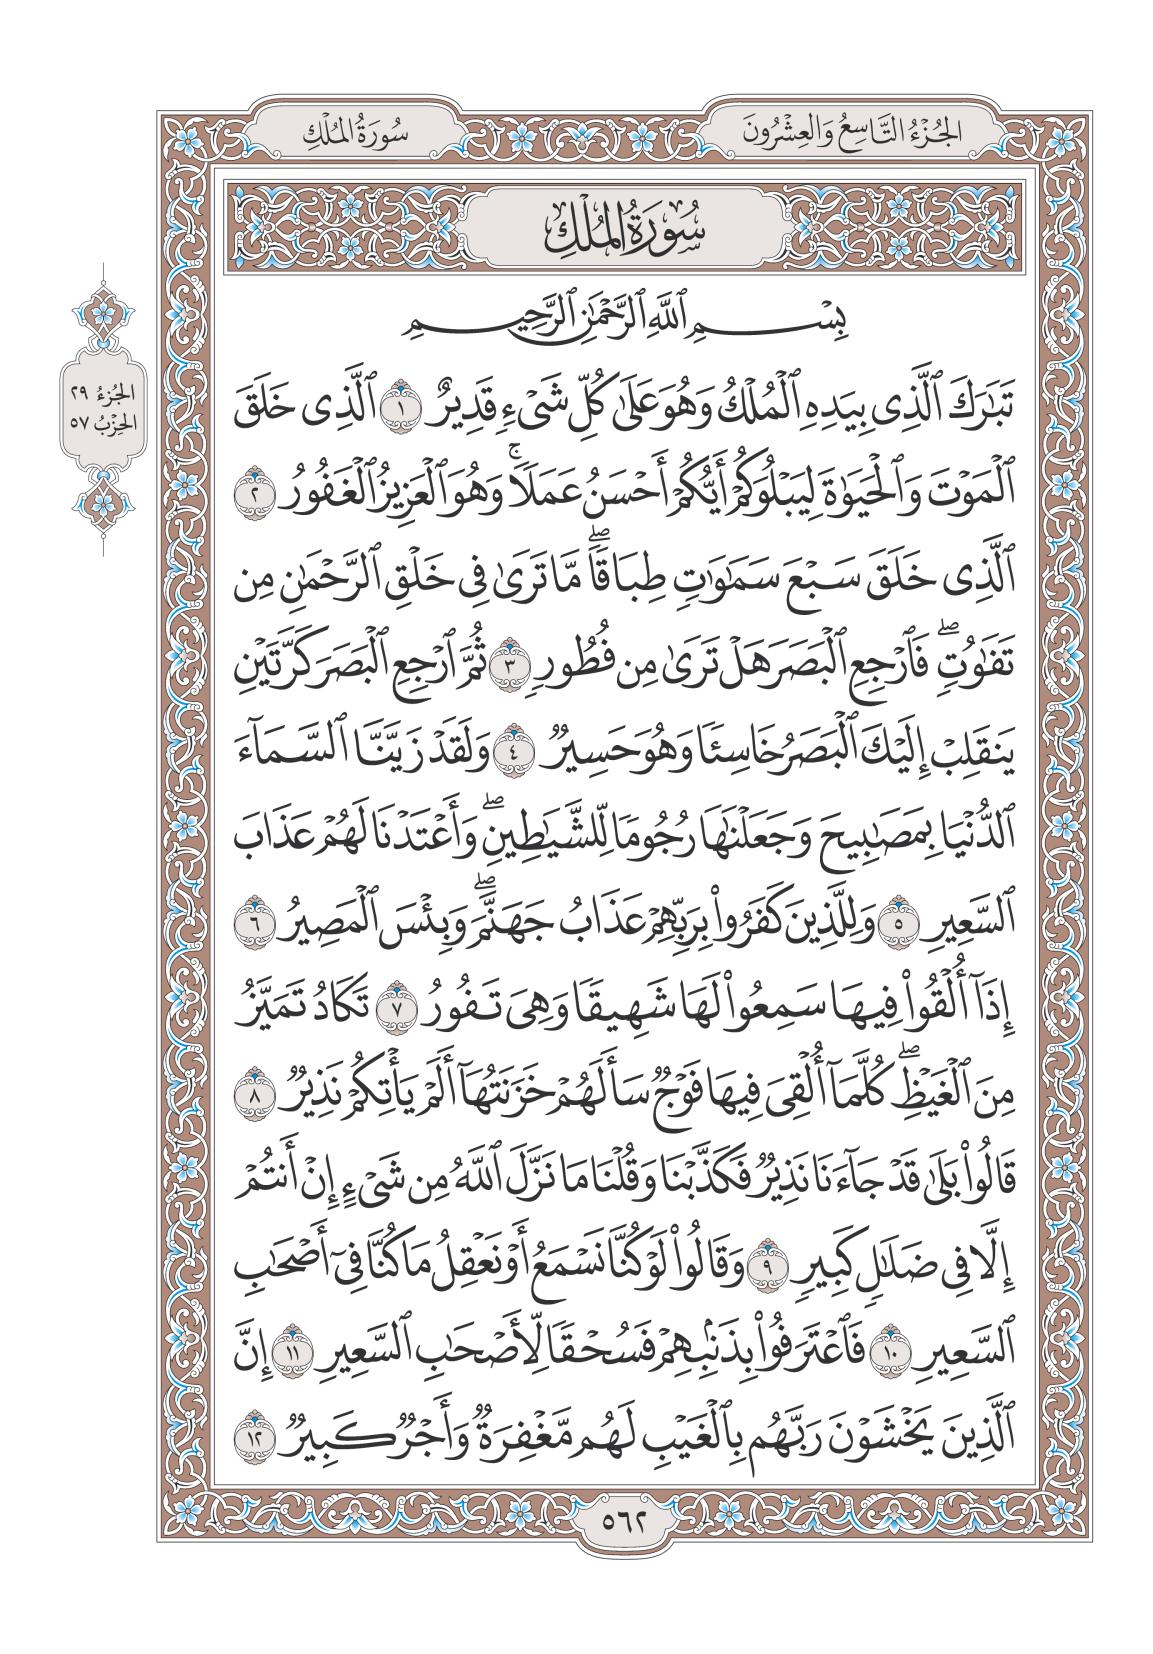 الجُزْءُ التَّاسِعُ وَالعِشْرُونَ
سُورَةُ المُلْكِ
سُورَةُ المُلْكِ
بِسْمِ ٱللَّهِ ٱلرَّحْمَٰنِ ٱلرَّحِيمِ
تَبَٰرَكَ ٱلَّذِى بِيَدِهِ ٱلْمُلْكُ وَهُوَ عَلَىٰ كُلِّ شَىْءٍ قَدِيرٌ ١ ٱلَّذِى خَلَقَ
ٱلْمَوْتَ وَٱلْحَيَوٰةَ لِيَبْلُوَكُمْ أَيُّكُمْ أَحْسَنُ عَمَلًا ۚ وَهُوَ ٱلْعَزِيزُ ٱلْغَفُورُ ٢
ٱلَّذِى خَلَقَ سَبْعَ سَمَٰوَٰتٍ طِبَاقًا ۖ مَّا تَرَىٰ فِى خَلْقِ ٱلرَّحْمَٰنِ مِن
تَفَٰوُتٍ ۖ فَٱرْجِعِ ٱلْبَصَرَ هَلْ تَرَىٰ مِن فُطُورٍ ٣ ثُمَّ ٱرْجِعِ ٱلْبَصَرَ كَرَّتَيْنِ
يَنقَلِبْ إِلَيْكَ ٱلْبَصَرُ خَاسِئًا وَهُوَ حَسِيرٌ ٤ وَلَقَدْ زَيَّنَّا ٱلسَّمَآءَ
ٱلدُّنْيَا بِمَصَٰبِيحَ وَجَعَلْنَٰهَا رُجُومًا لِّلشَّيَٰطِينِ ۖ وَأَعْتَدْنَا لَهُمْ عَذَابَ
ٱلسَّعِيرِ ٥ وَلِلَّذِينَ كَفَرُوا۟ بِرَبِّهِمْ عَذَابُ جَهَنَّمَ ۖ وَبِئْسَ ٱلْمَصِيرُ ٦
إِذَآ أُلْقُوا۟ فِيهَا سَمِعُوا۟ لَهَا شَهِيقًا وَهِىَ تَفُورُ ٧ تَكَادُ تَمَيَّزُ
مِنَ ٱلْغَيْظِ ۖ كُلَّمَآ أُلْقِىَ فِيهَا فَوْجٌ سَأَلَهُمْ خَزَنَتُهَآ أَلَمْ يَأْتِكُمْ نَذِيرٌ ٨
قَالُوا۟ بَلَىٰ قَدْ جَآءَنَا نَذِيرٌ فَكَذَّبْنَا وَقُلْنَا مَا نَزَّلَ ٱللَّهُ مِن شَىْءٍ إِنْ أَنتُمْ
إِلَّا فِى ضَلَٰلٍ كَبِيرٍ ٩ وَقَالُوا۟ لَوْ كُنَّا نَسْمَعُ أَوْ نَعْقِلُ مَا كُنَّا فِىٓ أَصْحَٰبِ
ٱلسَّعِيرِ ١٠ فَٱعْتَرَفُوا۟ بِذَنۢبِهِمْ فَسُحْقًا لِّأَصْحَٰبِ ٱلسَّعِيرِ ١١ إِنَّ
ٱلَّذِينَ يَخْشَوْنَ رَبَّهُم بِٱلْغَيْبِ لَهُم مَّغْفِرَةٌ وَأَجْرٌ كَبِيرٌ ١٢
الجُزءُ ٢٩
الحِزْبُ ٥٧
٥٦٢